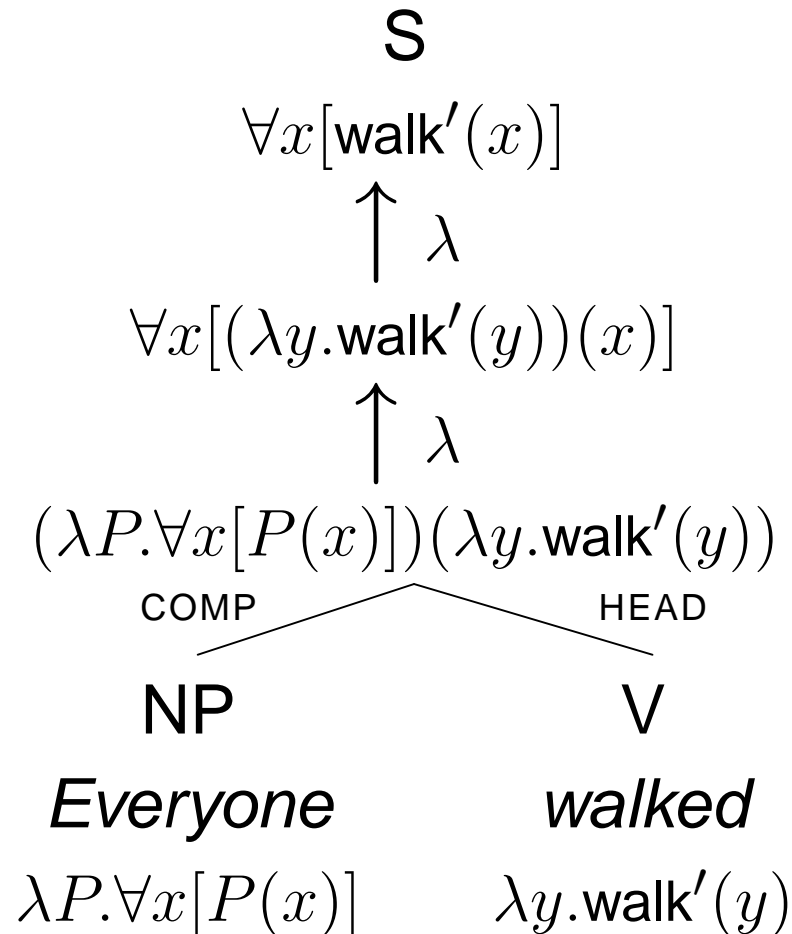 S
∀x[walk′(x)]
↑ λ
∀x[(λy.walk′(y))(x)]
↑ λ
(λP.∀x[P(x)])(λy.walk′(y))
COMP HEAD
NP V
Everyone walked
λP.∀x[P(x)] λy.walk′(y)